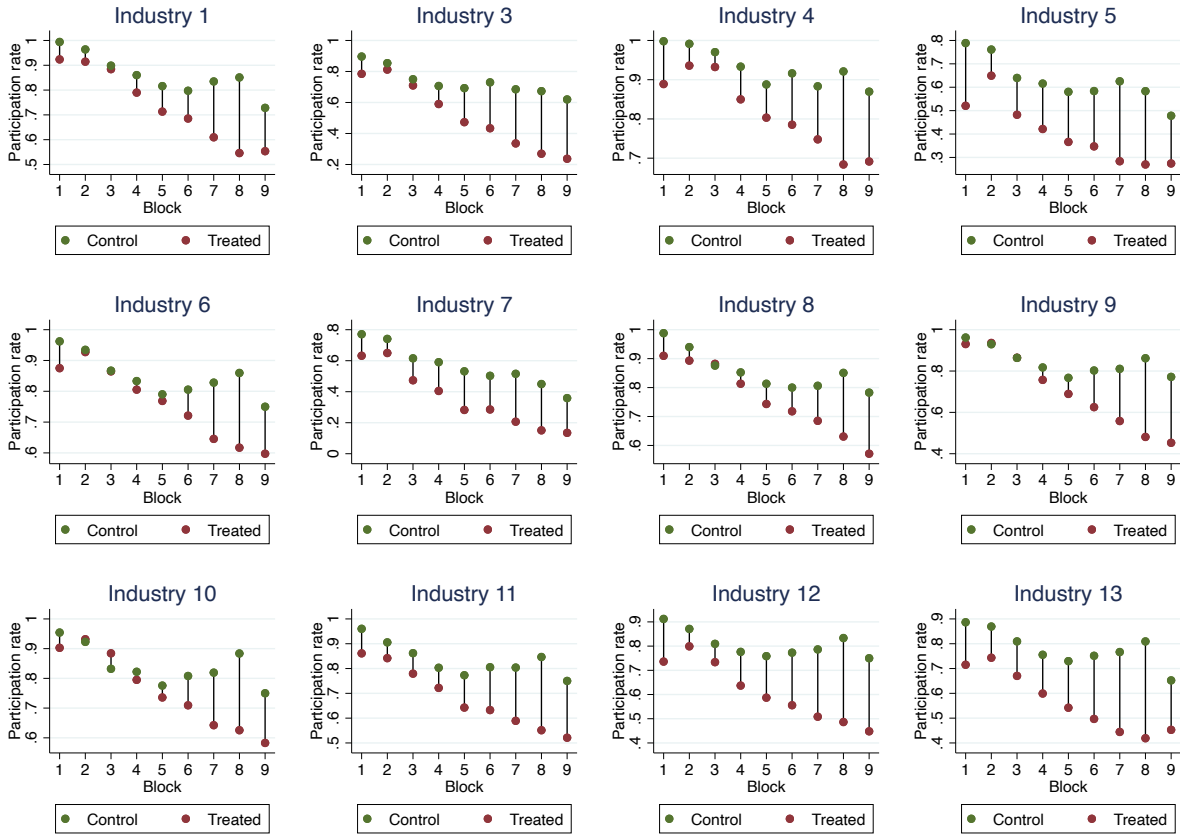 Industry 1
Participation rate
1
.9
.8
.7
.6
.5
1 2 3 4 5 6 7 8 9
Block
Control Treated
Industry 3
Participation rate
1
.8
.6
.4
.2
1 2 3 4 5 6 7 8 9
Block
Control Treated
Industry 4
Participation rate
1
.9
.8
.7
1 2 3 4 5 6 7 8 9
Block
Control Treated
Industry 5
Participation rate
.8
.7
.6
.5
.4
.3
1 2 3 4 5 6 7 8 9
Block
Control Treated
Industry 6
Participation rate
1
.9
.8
.7
.6
1 2 3 4 5 6 7 8 9
Block
Control Treated
Industry 7
Participation rate
.8
.6
.4
.2
0
1 2 3 4 5 6 7 8 9
Block
Control Treated
Industry 8
Participation rate
1
.9
.8
.7
.6
1 2 3 4 5 6 7 8 9
Block
Control Treated
Industry 9
Participation rate
1
.8
.6
.4
1 2 3 4 5 6 7 8 9
Block
Control Treated
Industry 10
Participation rate
1
.9
.8
.7
.6
1 2 3 4 5 6 7 8 9
Block
Control Treated
Industry 11
Participation rate
1
.9
.8
.7
.6
.5
1 2 3 4 5 6 7 8 9
Block
Control Treated
Industry 12
Participation rate
.9
.8
.7
.6
.5
.4
1 2 3 4 5 6 7 8 9
Block
Control Treated
Industry 13
Participation rate
.9
.8
.7
.6
.5
.4
1 2 3 4 5 6 7 8 9
Block
Control Treated